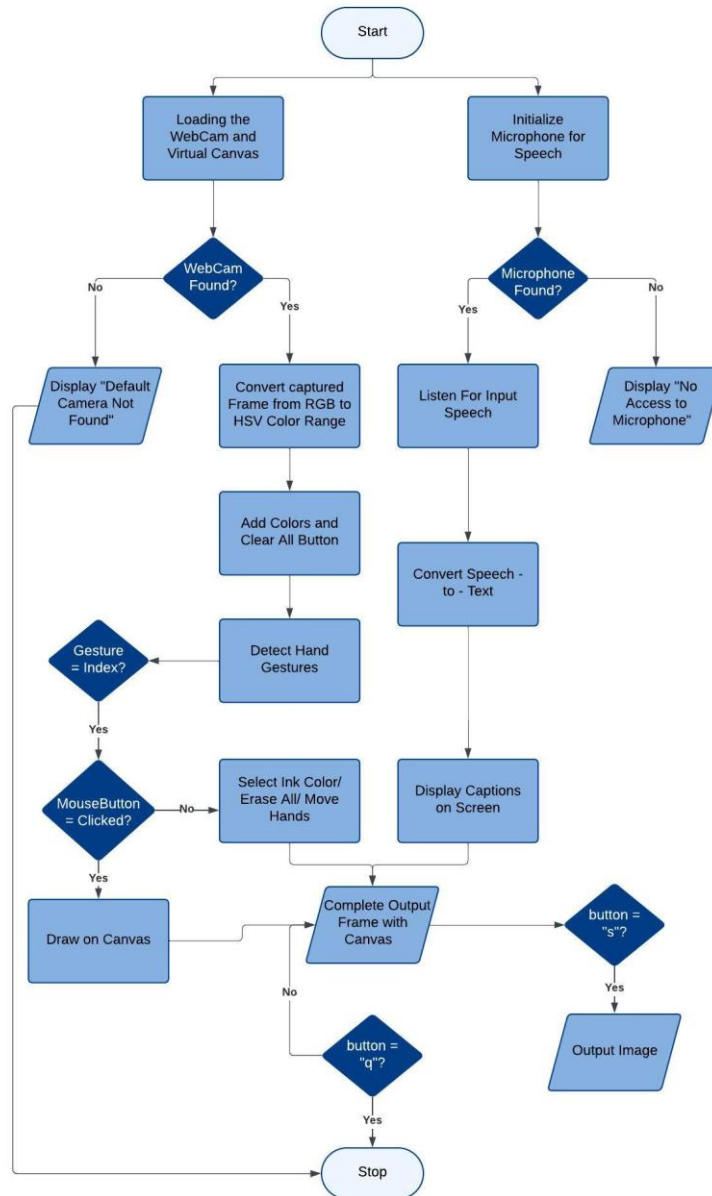 Start
Loading the
WebCam and
Virtual Canvas
Initialize
Microphone for
Speech
WebCam
Found?
Microphone
Found?
No
Yes
Yes
No
Display "Default
Camera Not
Found"
Convert captured
Frame from RGB to
HSV Color Range
Listen For Input
Speech
Display "No
Access to
Microphone"
Add Colors and
Clear All Button
Convert Speech -
to - Text
Gesture
= Index?
Detect Hand
Gestures
Yes
MouseButton
= Clicked?
No
Select Ink Color/
Erase All/ Move
Hands
Display Captions
on Screen
Yes
Draw on Canvas
Complete Output
Frame with
Canvas
button =
"s"?
No
Yes
button =
"q"?
Output Image
Yes
Stop